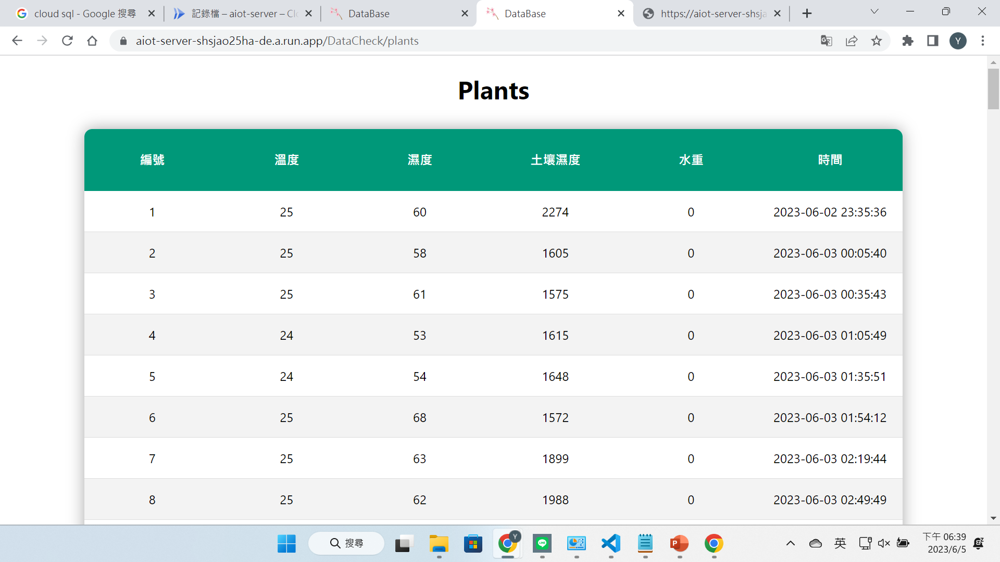 cloud sql - Google 搜尋
記錄檔 – aiot-server – Clo
DataBase
DataBase
https://aiot-server-shsja
aiot-server-shsjao25ha-de.a.run.app/DataCheck/plants
Y
Plants
編號 溫度 濕度 土壤濕度 水重 時間
1 25 60 2274 0 2023-06-02 23:35:36
2 25 58 1605 0 2023-06-03 00:05:40
3 25 61 1575 0 2023-06-03 00:35:43
4 24 53 1615 0 2023-06-03 01:05:49
5 24 54 1648 0 2023-06-03 01:35:51
6 25 68 1572 0 2023-06-03 01:54:12
7 25 63 1899 0 2023-06-03 02:19:44
8 25 62 1988 0 2023-06-03 02:49:49
搜尋
Y
LINE
P
英
下午 06:39
2023/6/5